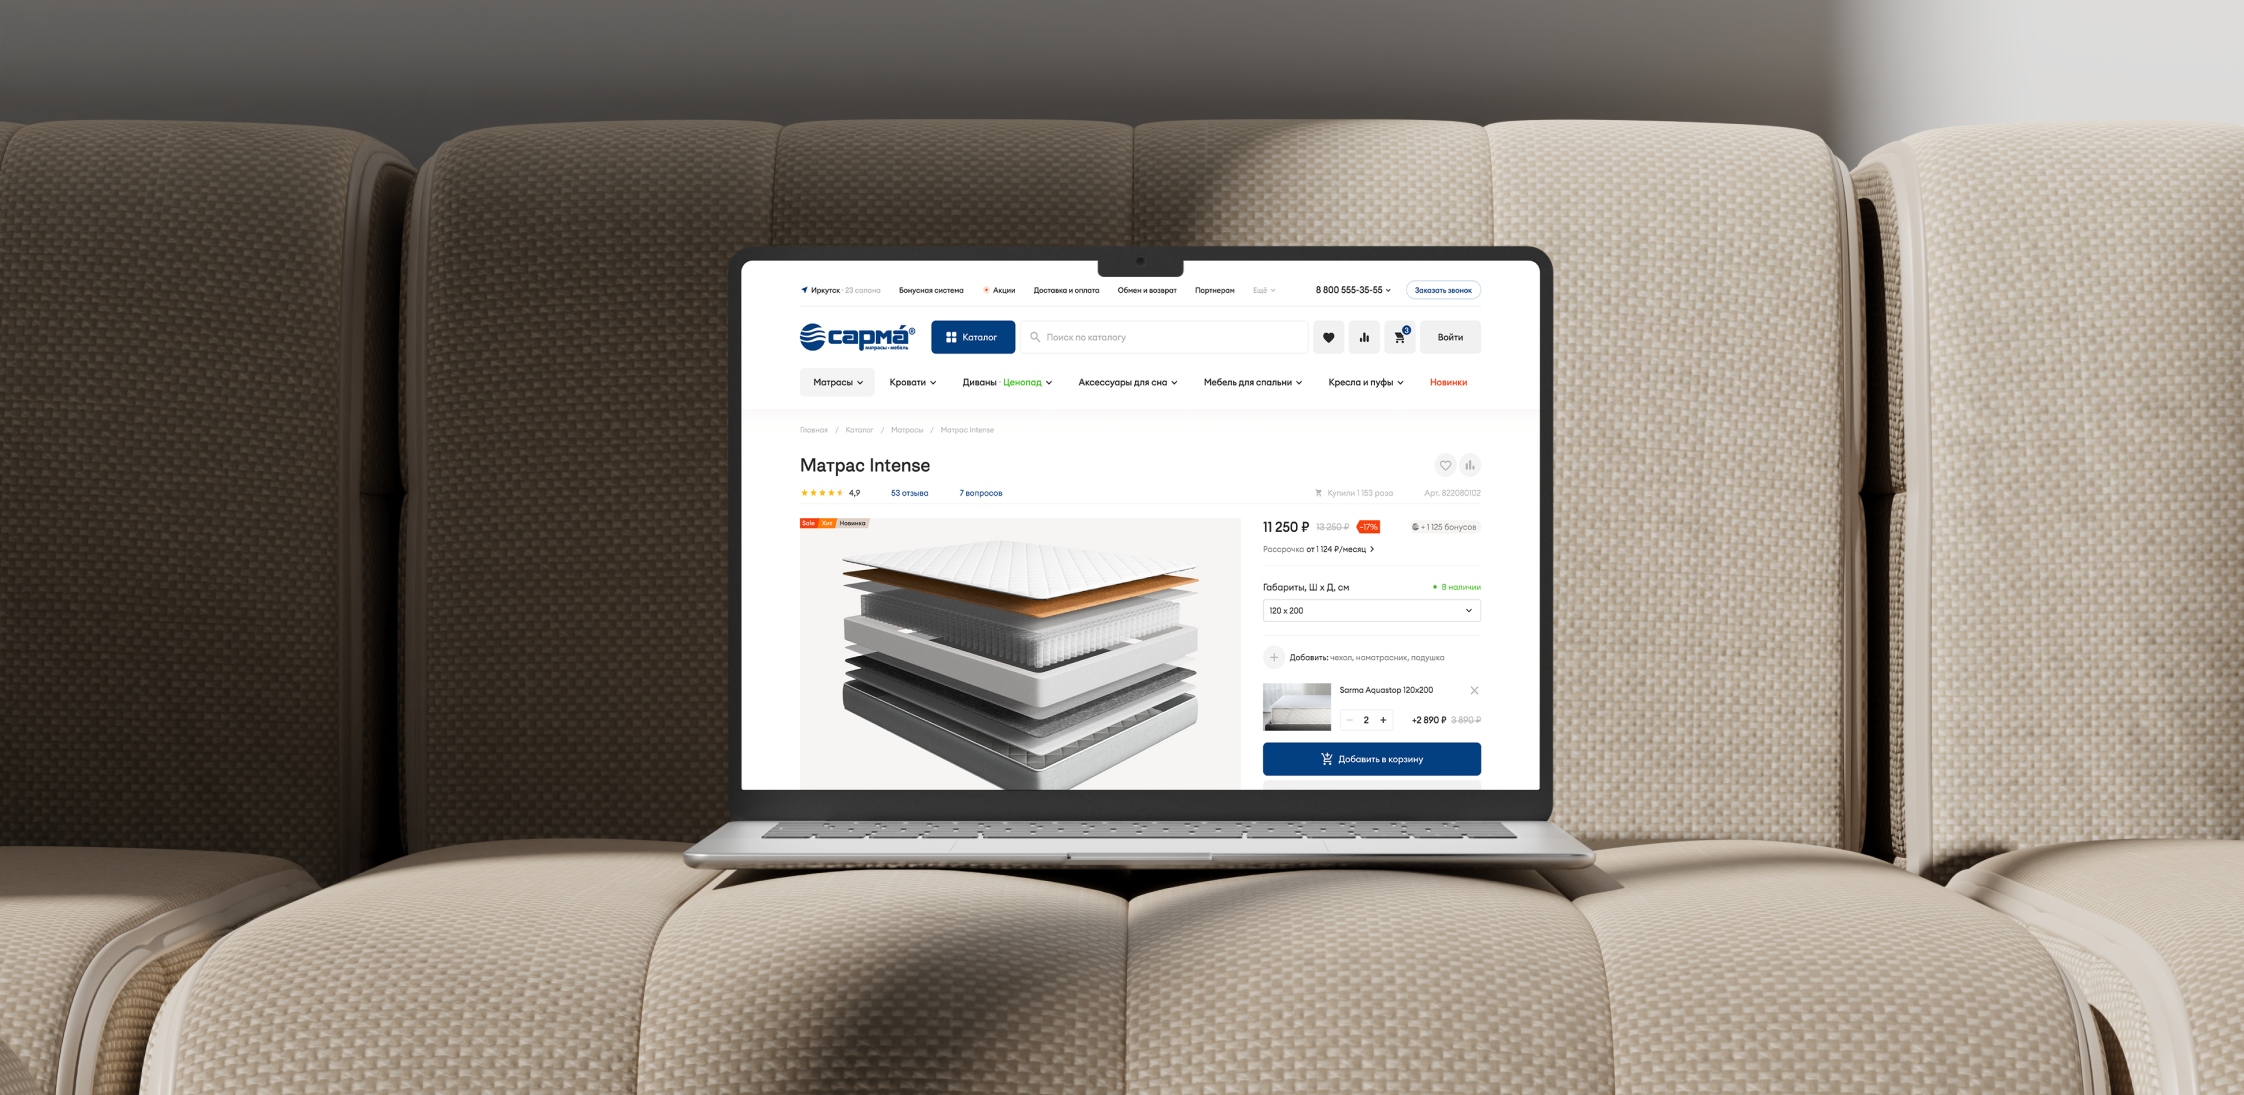 Иркутск · 23 салона Бонусная система Акции Доставка и оплата Обмен и возврат Партнерам Ещё 8 800 555-35-55 Заказать звонок
сарма́® матрасы • мебель Каталог Поиск по каталогу 3 Войти
Матрасы Кровати Диваны · Ценопад Аксессуары для сна Мебель для спальни Кресла и пуфы Новинки
Главная / Каталог / Матрасы / Матрас Intense
Матрас Intense
4,9 53 отзыва 7 вопросов Купили 1 153 раза Арт. 822080102
Sale Хит Новинка
11 250 ₽ 13 250 ₽ -17% + 1 125 бонусов
Рассрочка от 1 124 ₽/месяц
Габариты, Ш х Д, см В наличии
120 x 200
Добавить: чехол, наматрасник, подушка
Sarma Aquastop 120x200
2 +2 890 ₽ 3 890 ₽
Добавить в корзину